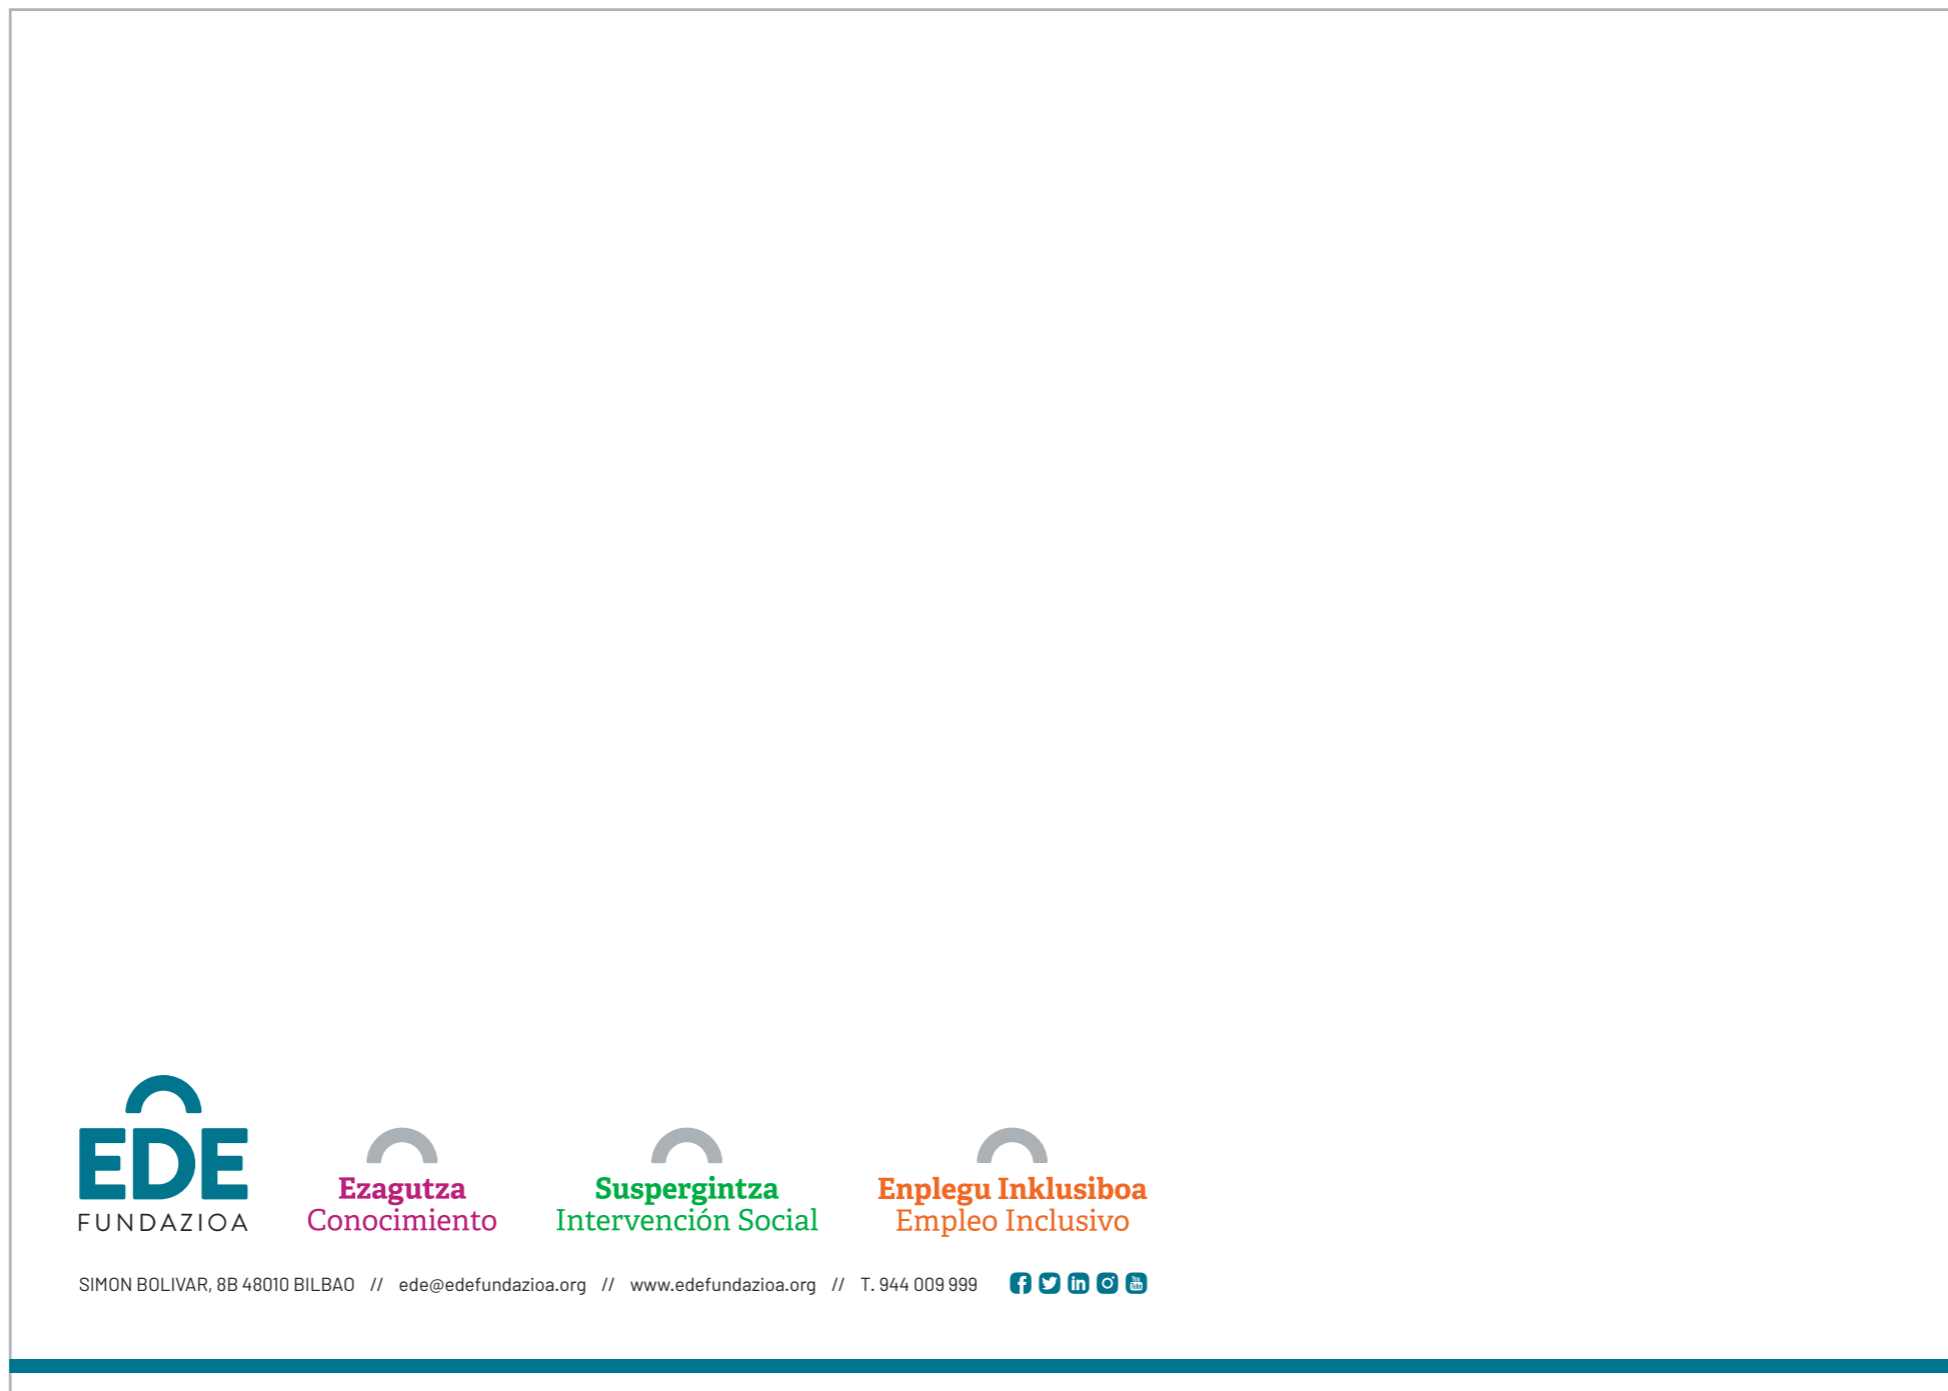 EDE
FUNDAZIOA
Ezagutza
Conocimiento
Suspergintza
Intervención Social
Enplegu Inklusiboa
Empleo Inclusivo
SIMON BOLIVAR, 8B 48010 BILBAO // ede@edefundazioa.org // www.edefundazioa.org // T. 944 009 999